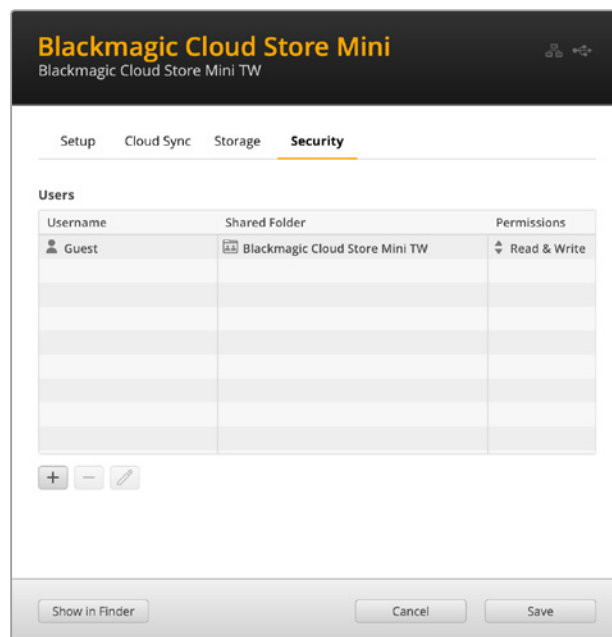 Blackmagic Cloud Store Mini
Blackmagic Cloud Store Mini TW
Setup Cloud Sync Storage Security
Users
Username Shared Folder Permissions
Guest Blackmagic Cloud Store Mini TW Read & Write
Show in Finder Cancel Save